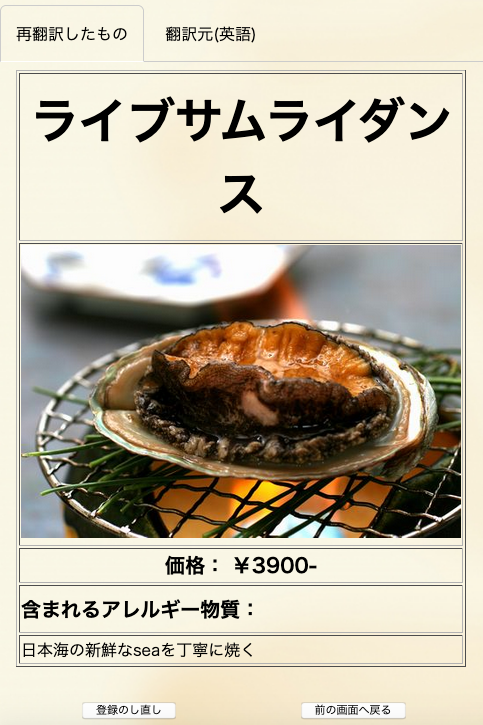 再翻訳したもの 翻訳元(英語)
ライブサムライダン
ス
価格： ￥3900-
含まれるアレルギー物質：
日本海の新鮮なseaを丁寧に焼く
登録のし直し 前の画面へ戻る